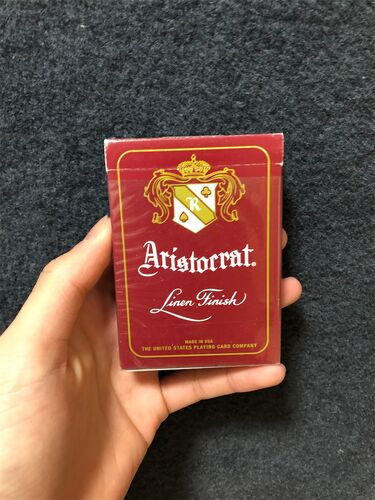 R
Aristocrat®
Linen Finish
MADE IN USA
THE UNITED STATES PLAYING CARD COMPANY